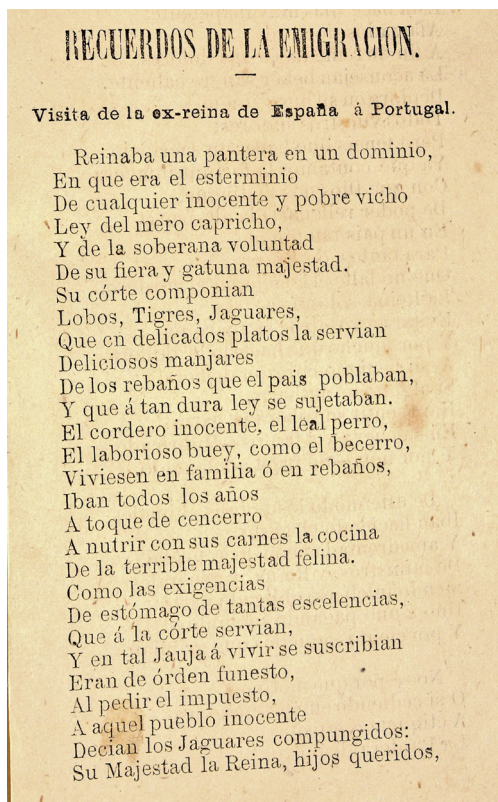 RECUERDOS DE LA EMIGRACION.
Visita de la ex-reina de España á Portugal.
Reinaba una pantera en un dominio,
En que era el esterminio
De cualquier inocente y pobre vicho
Ley del mero capricho,
Y de la soberana voluntad
De su fiera y gatuna majestad.
Su córte componian
Lobos, Tigres, Jaguares,
Que en delicados platos la servian
Deliciosos manjares
De los rebaños que el pais poblaban,
Y que á tan dura ley se sujetaban.
El cordero inocente, el leal perro,
El laborioso buey, como el becerro,
Viviesen en familia ó en rebaños,
Iban todos los años
A toque de cencerro
A nutrir con sus carnes la cocina
De la terrible majestad felina.
Como las exigencias
De estómago de tantas escelencias,
Que á la córte servian,
Y en tal Jauja á vivir se suscribian
Eran de órden funesto,
Al pedir el impuesto,
A aquel pueblo inocente
Decian los Jaguares compungidos:
Su Majestad la Reina, hijos queridos,